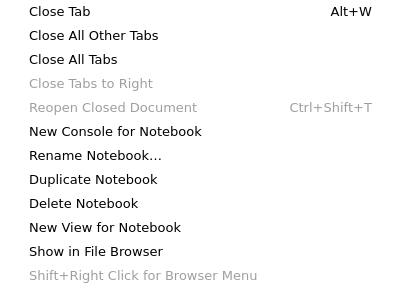 Close Tab Alt+W
Close All Other Tabs
Close All Tabs
Close Tabs to Right
Reopen Closed Document Ctrl+Shift+T
New Console for Notebook
Rename Notebook…
Duplicate Notebook
Delete Notebook
New View for Notebook
Show in File Browser
Shift+Right Click for Browser Menu